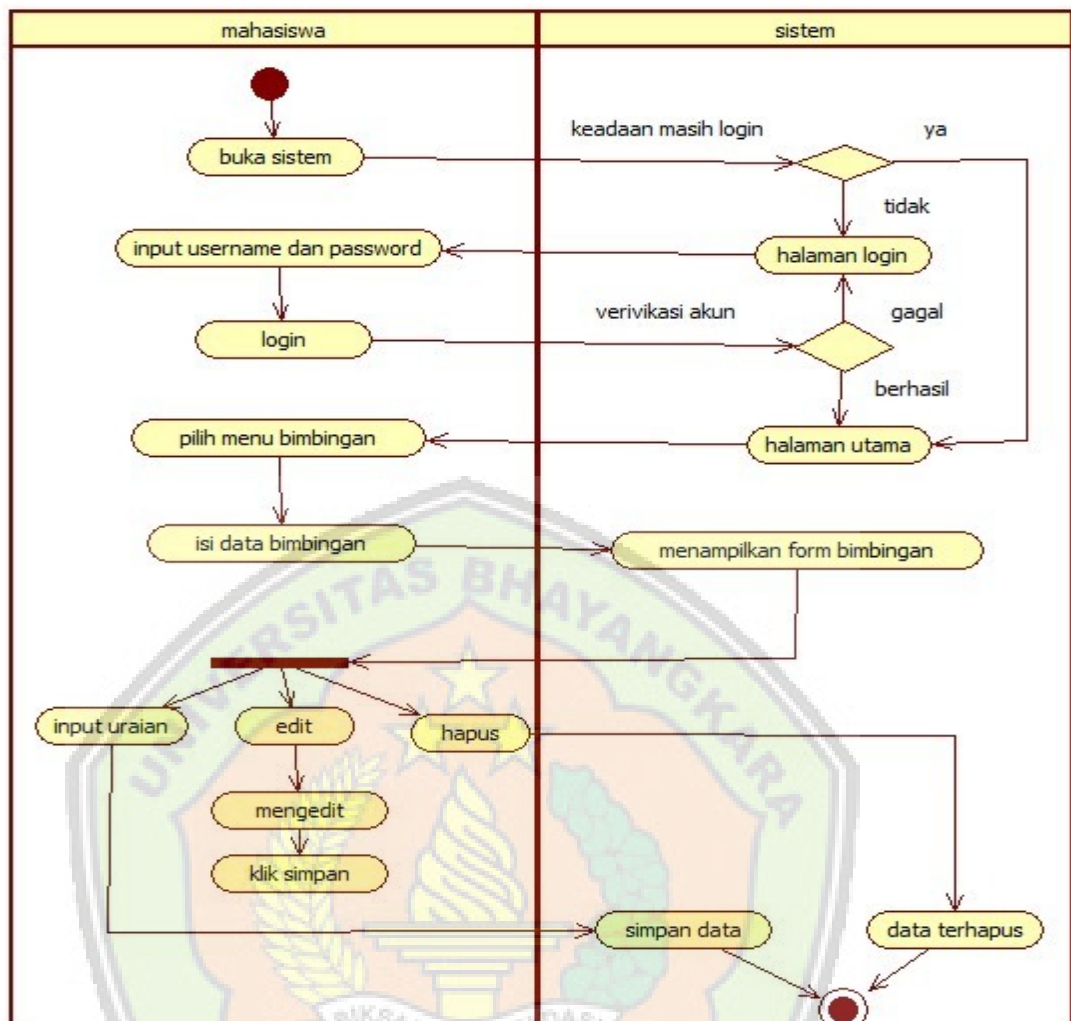 mahasiswa
sistem
keadaan masih login
ya
buka sistem
tidak
input username dan password
halaman login
verivikasi akun
gagal
login
berhasil
pilih menu bimbingan
halaman utama
isi data bimbingan
menampilkan form bimbingan
UNIVERSITAS BHAYANGKARA
input uraian
edit
hapus
mengedit
klik simpan
simpan data
data terhapus